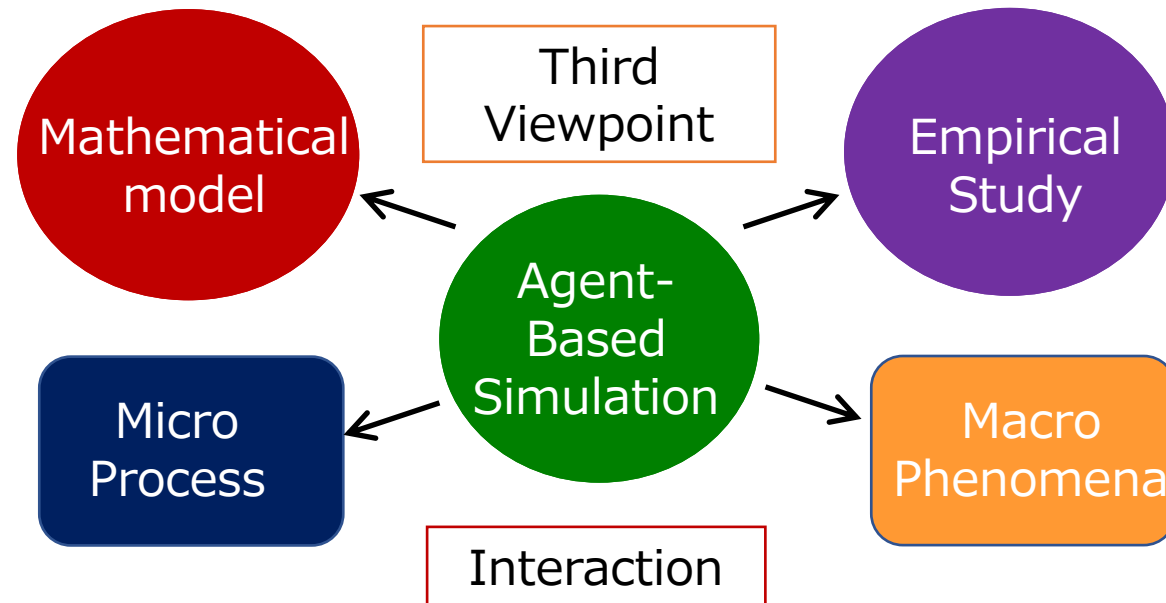 Third
Viewpoint
Mathematical
model
Empirical
Study
Agent-
Based
Simulation
Micro
Process
Macro
Phenomena
Interaction